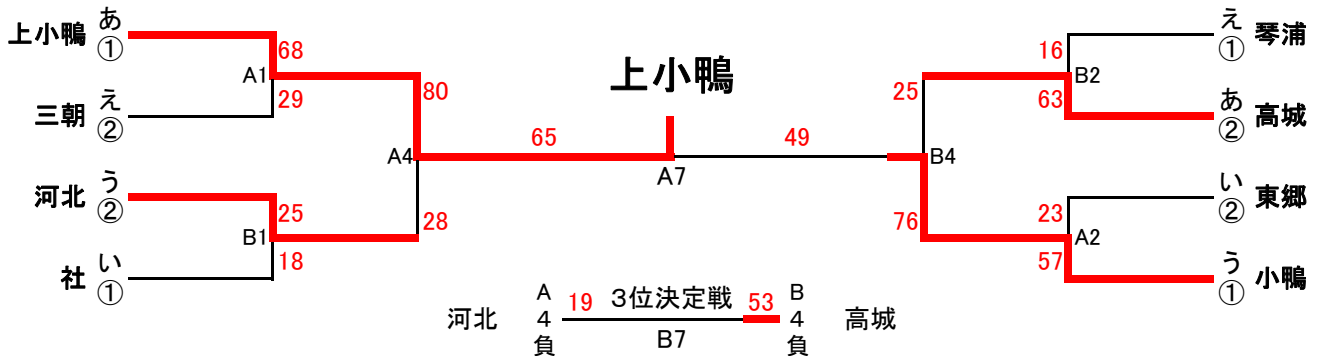 上小鴨 あ ① 68 A1 29
三朝 え ②
80 A4 28
河北 う ② 25 B1 18
社 い ①
上小鴨
65 A7 49
25 B4 76
16 B2 63 え ① 琴浦
あ ② 高城
23 A2 57 い ② 東郷
う ① 小鴨
河北 A4負 19 3位決定戦 53 B4負 高城
B7